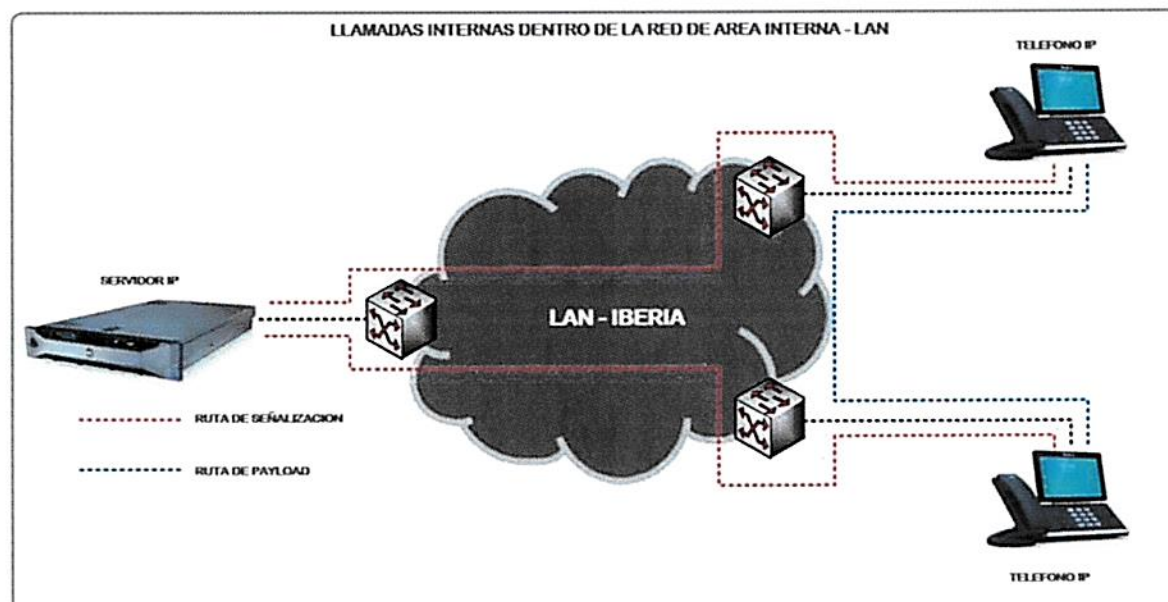 LLAMADAS INTERNAS DENTRO DE LA RED DE AREA INTERNA - LAN
TELEFONO IP
SERVIDOR IP
LAN - IBERIA
RUTA DE SEÑALIZACION
RUTA DE PAYLOAD
TELEFONO IP